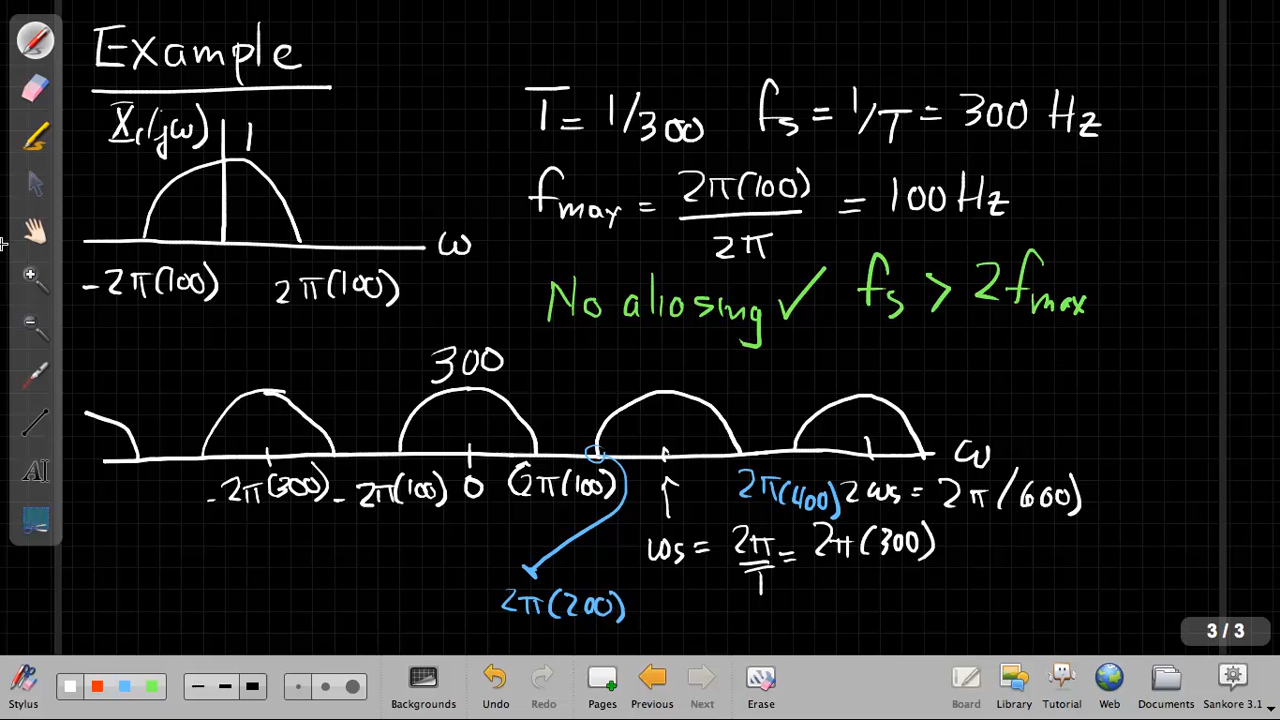 Example
X_c(jω) 1
ω
-2π(100) 2π(100)
T = 1/300 f_s = 1/T = 300 Hz
f_max = 2π(100)/2π = 100 Hz
No aliasing ✓ f_s > 2f_max
300
ω
-2π(300) -2π(100) 0 (2π(100) 2π(400) 2ωs = 2π(600)
ωs = 2π/T = 2π(300)
2π(200)
3 / 3
Stylus Backgrounds Undo Redo Pages Previous Next Erase Board Library Tutorial Web Documents Sankore 3.1